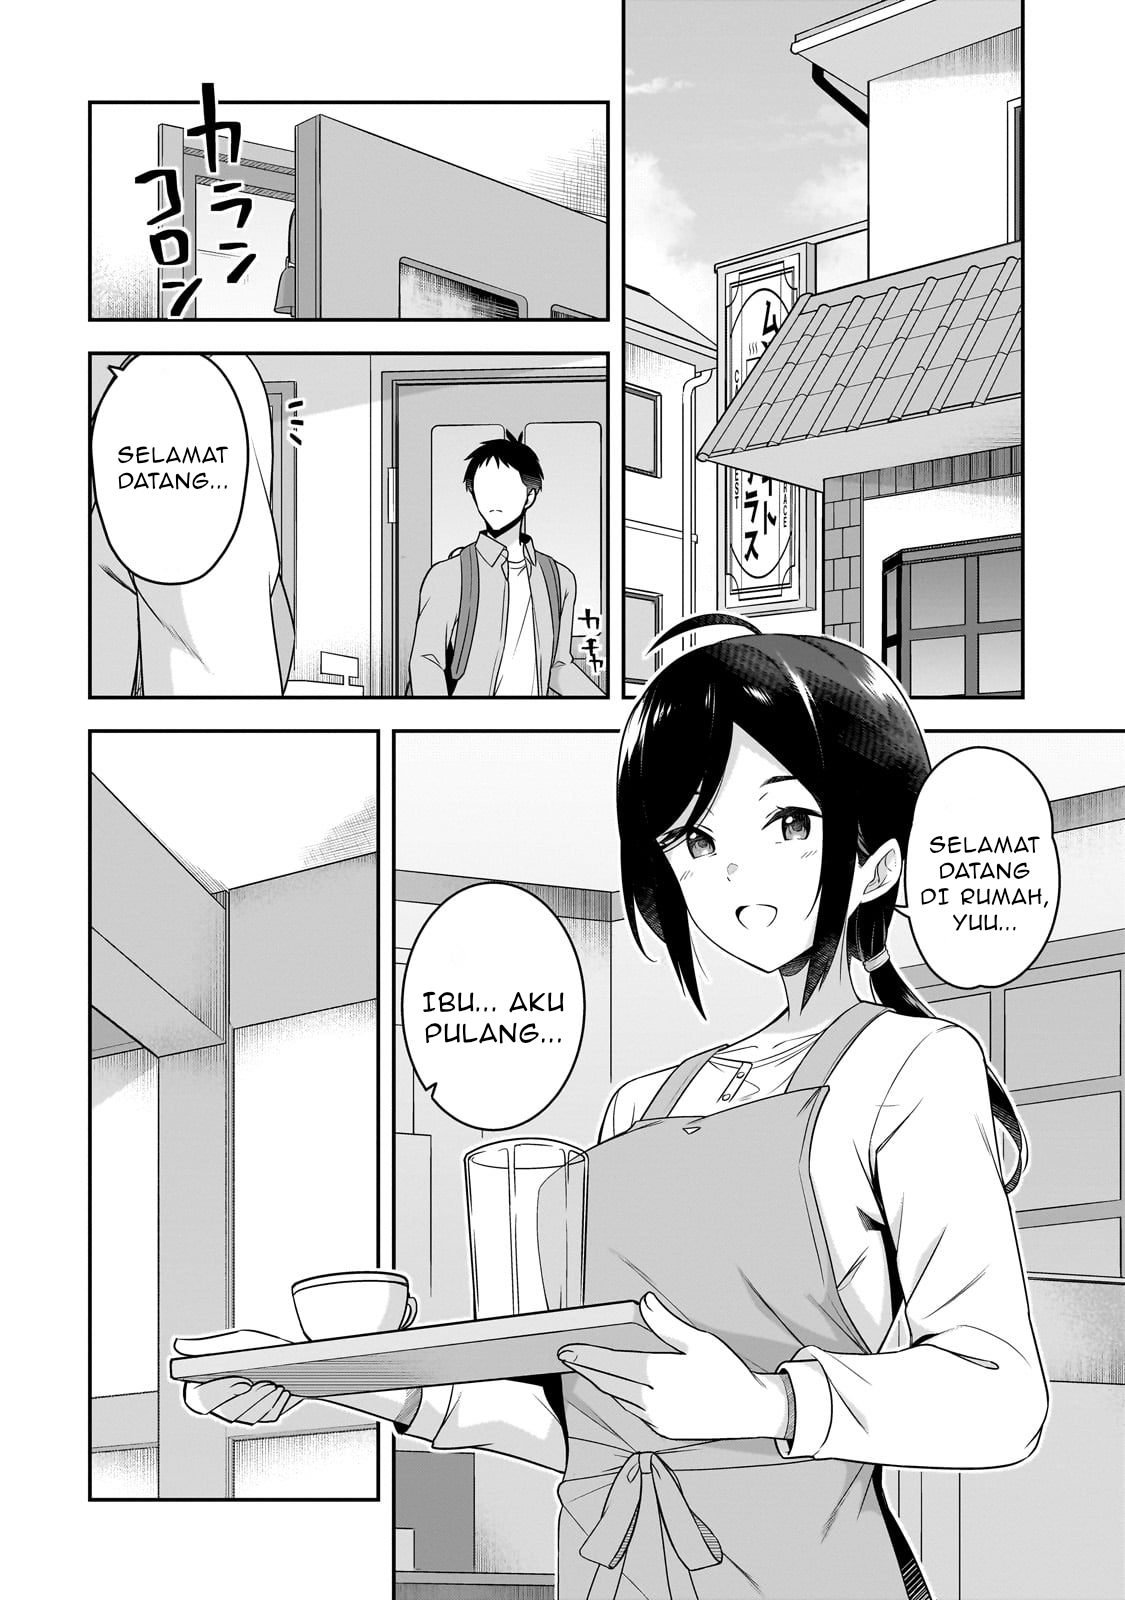 カラン
コロン
SELAMAT
DATANG...
カチャ
SELAMAT
DATANG
DI RUMAH,
YUU...
IBU... AKU
PULANG...